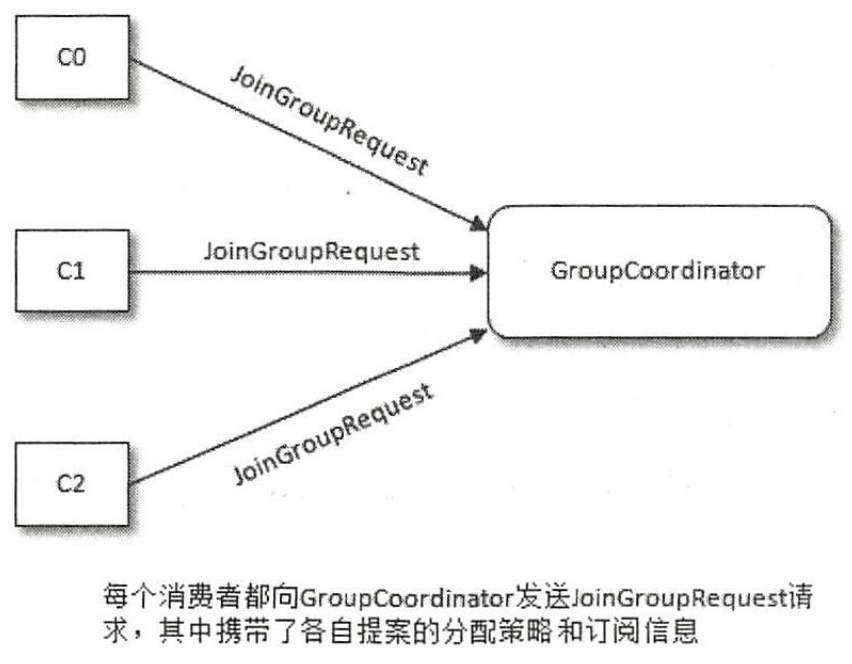 C0
JoinGroupRequest
C1
JoinGroupRequest
GroupCoordinator
C2
JoinGroupRequest
每个消费者都向GroupCoordinator发送JoinGroupRequest请
求，其中携带了各自提案的分配策略和订阅信息